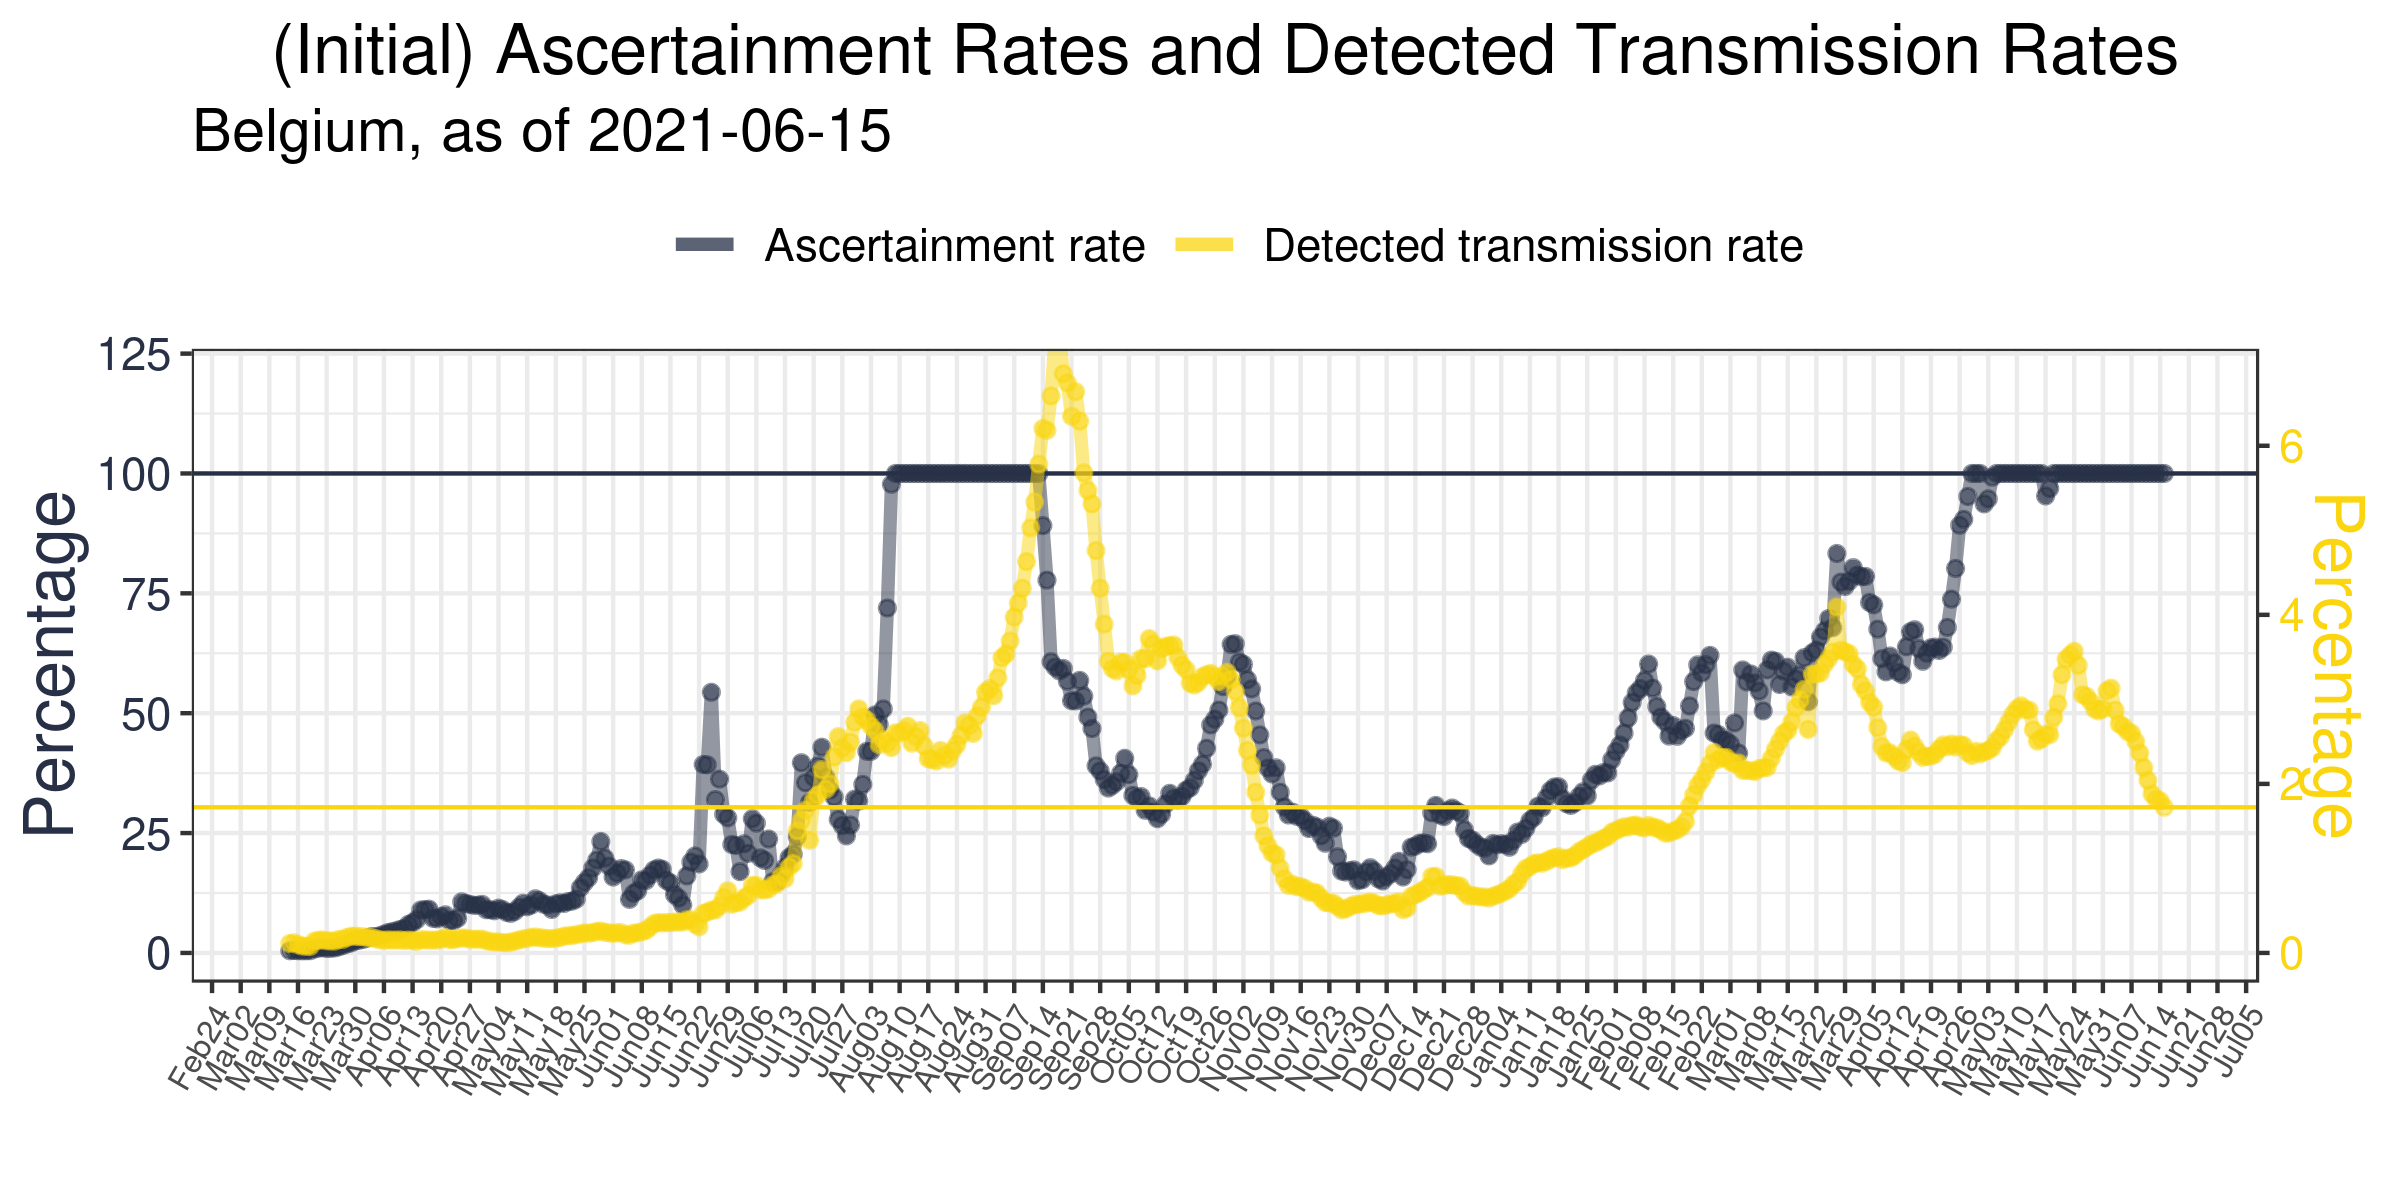 (Initial) Ascertainment Rates and Detected Transmission Rates
Belgium, as of 2021-06-15
Ascertainment rate
Detected transmission rate
Percentage
125
100
75
50
25
0
6
4
2
0
Percentage
Feb24
Mar02
Mar09
Mar16
Mar23
Mar30
Apr06
Apr13
Apr20
Apr27
May04
May11
May18
May25
Jun01
Jun08
Jun15
Jun22
Jun29
Jul06
Jul13
Jul20
Jul27
Aug03
Aug10
Aug17
Aug24
Aug31
Sep07
Sep14
Sep21
Sep28
Oct05
Oct12
Oct19
Oct26
Nov02
Nov09
Nov16
Nov23
Nov30
Dec07
Dec14
Dec21
Dec28
Jan04
Jan11
Jan18
Jan25
Feb01
Feb08
Feb15
Feb22
Mar01
Mar08
Mar15
Mar22
Mar29
Apr05
Apr12
Apr19
Apr26
May03
May10
May17
May24
May31
Jun07
Jun14
Jun21
Jun28
Jul05